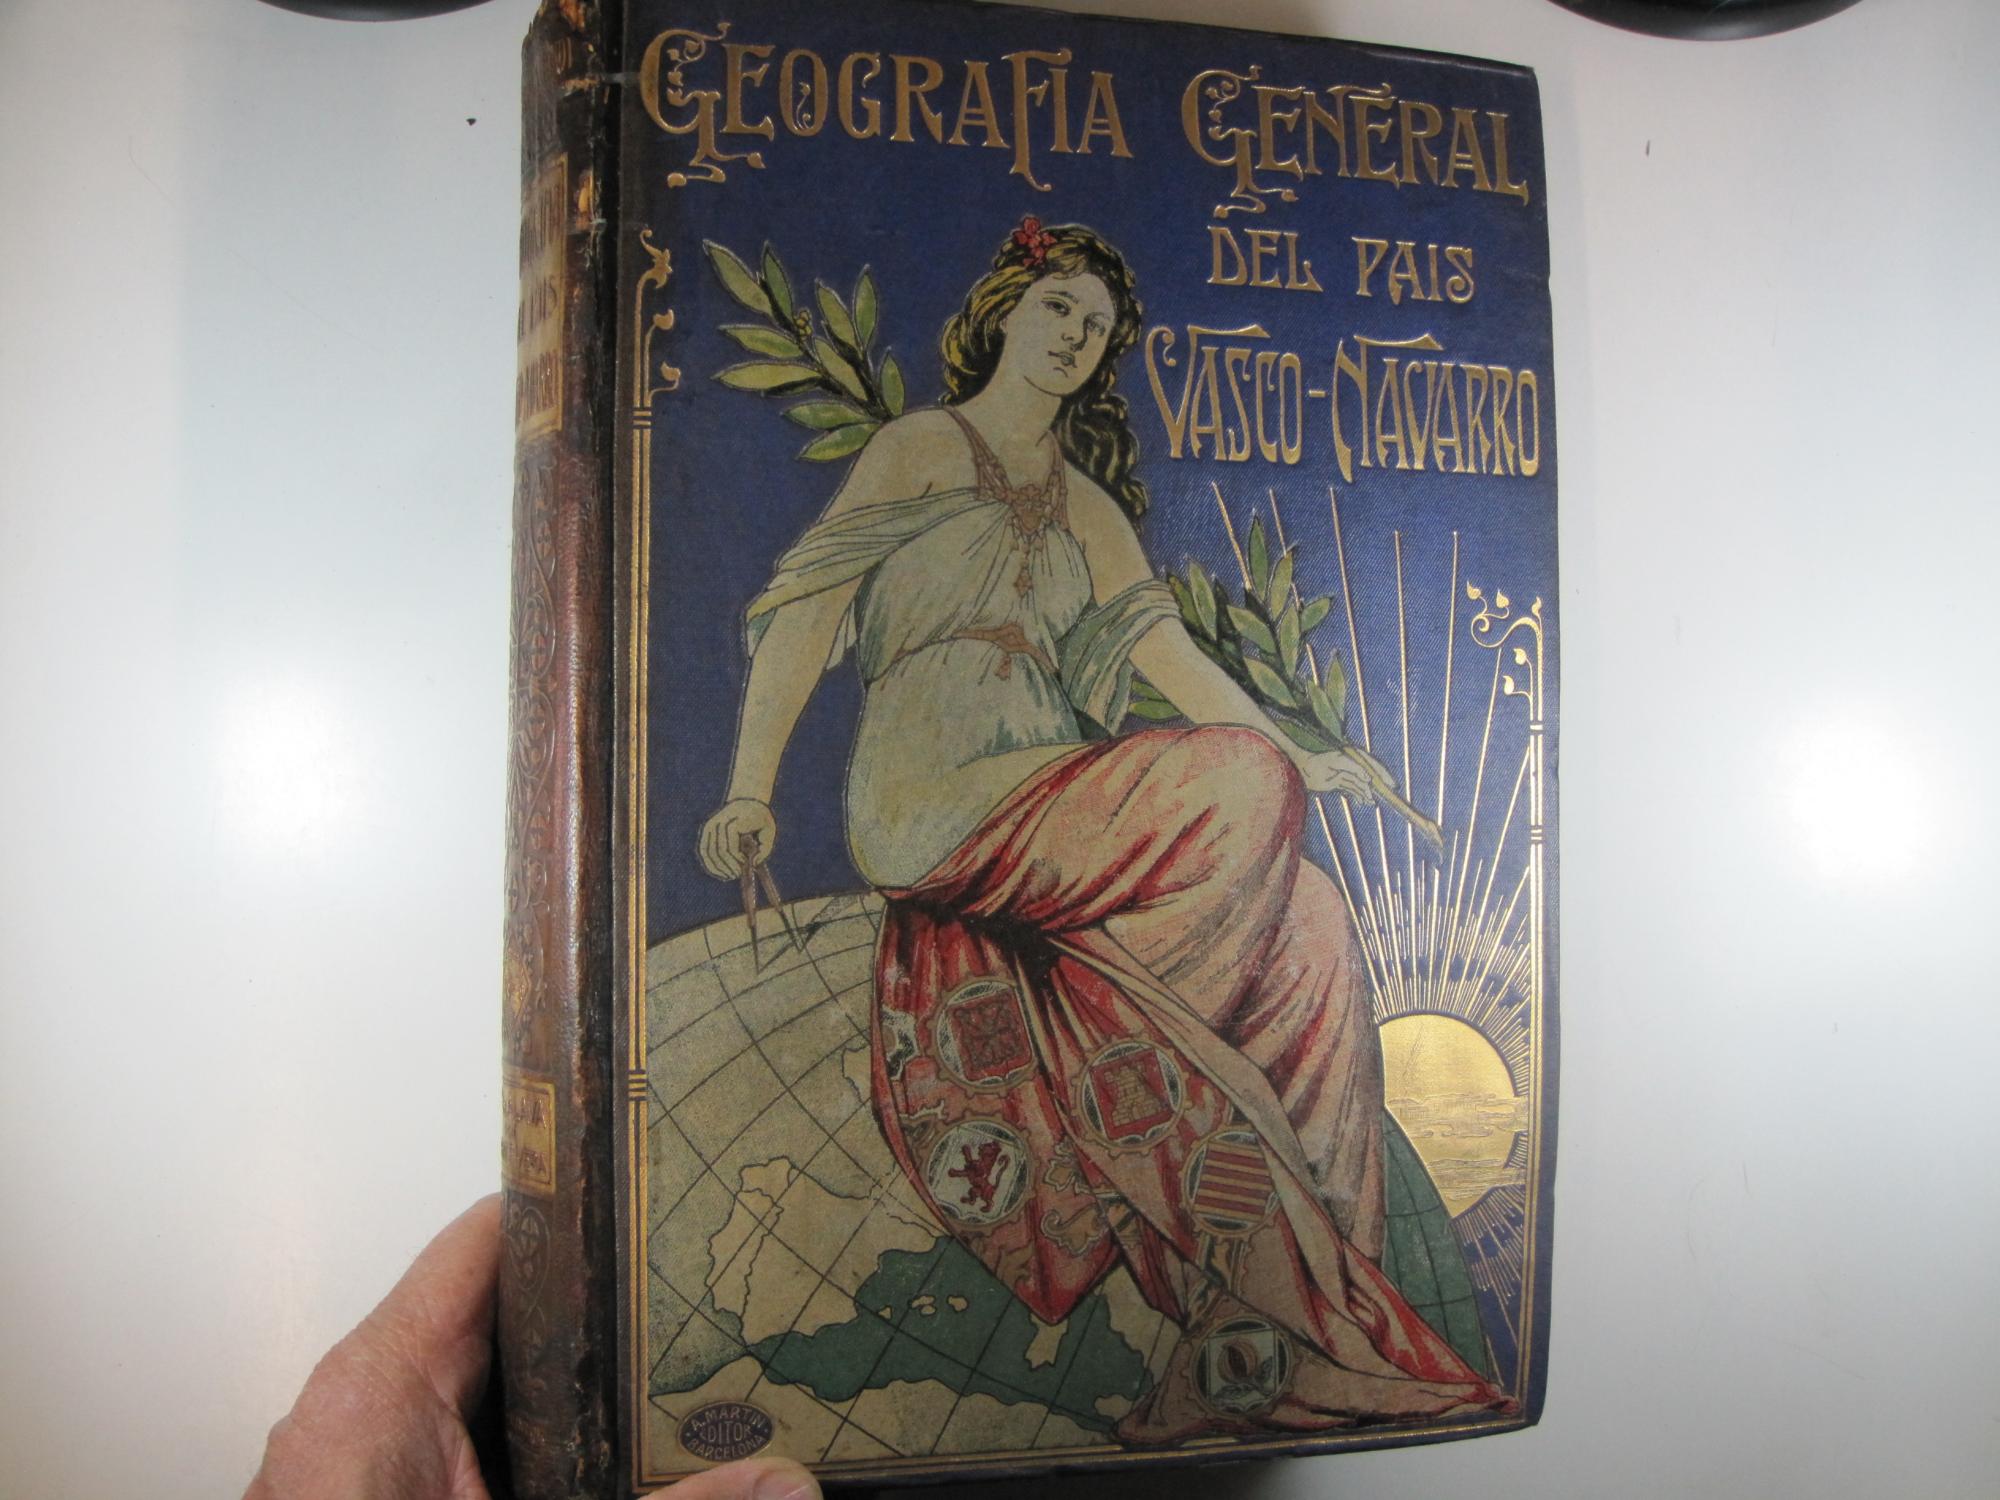 GEOGRAFIA GENERAL
DEL PAIS
VASCO-NAVARRO
A. MARTIN
EDITOR
BARCELONA